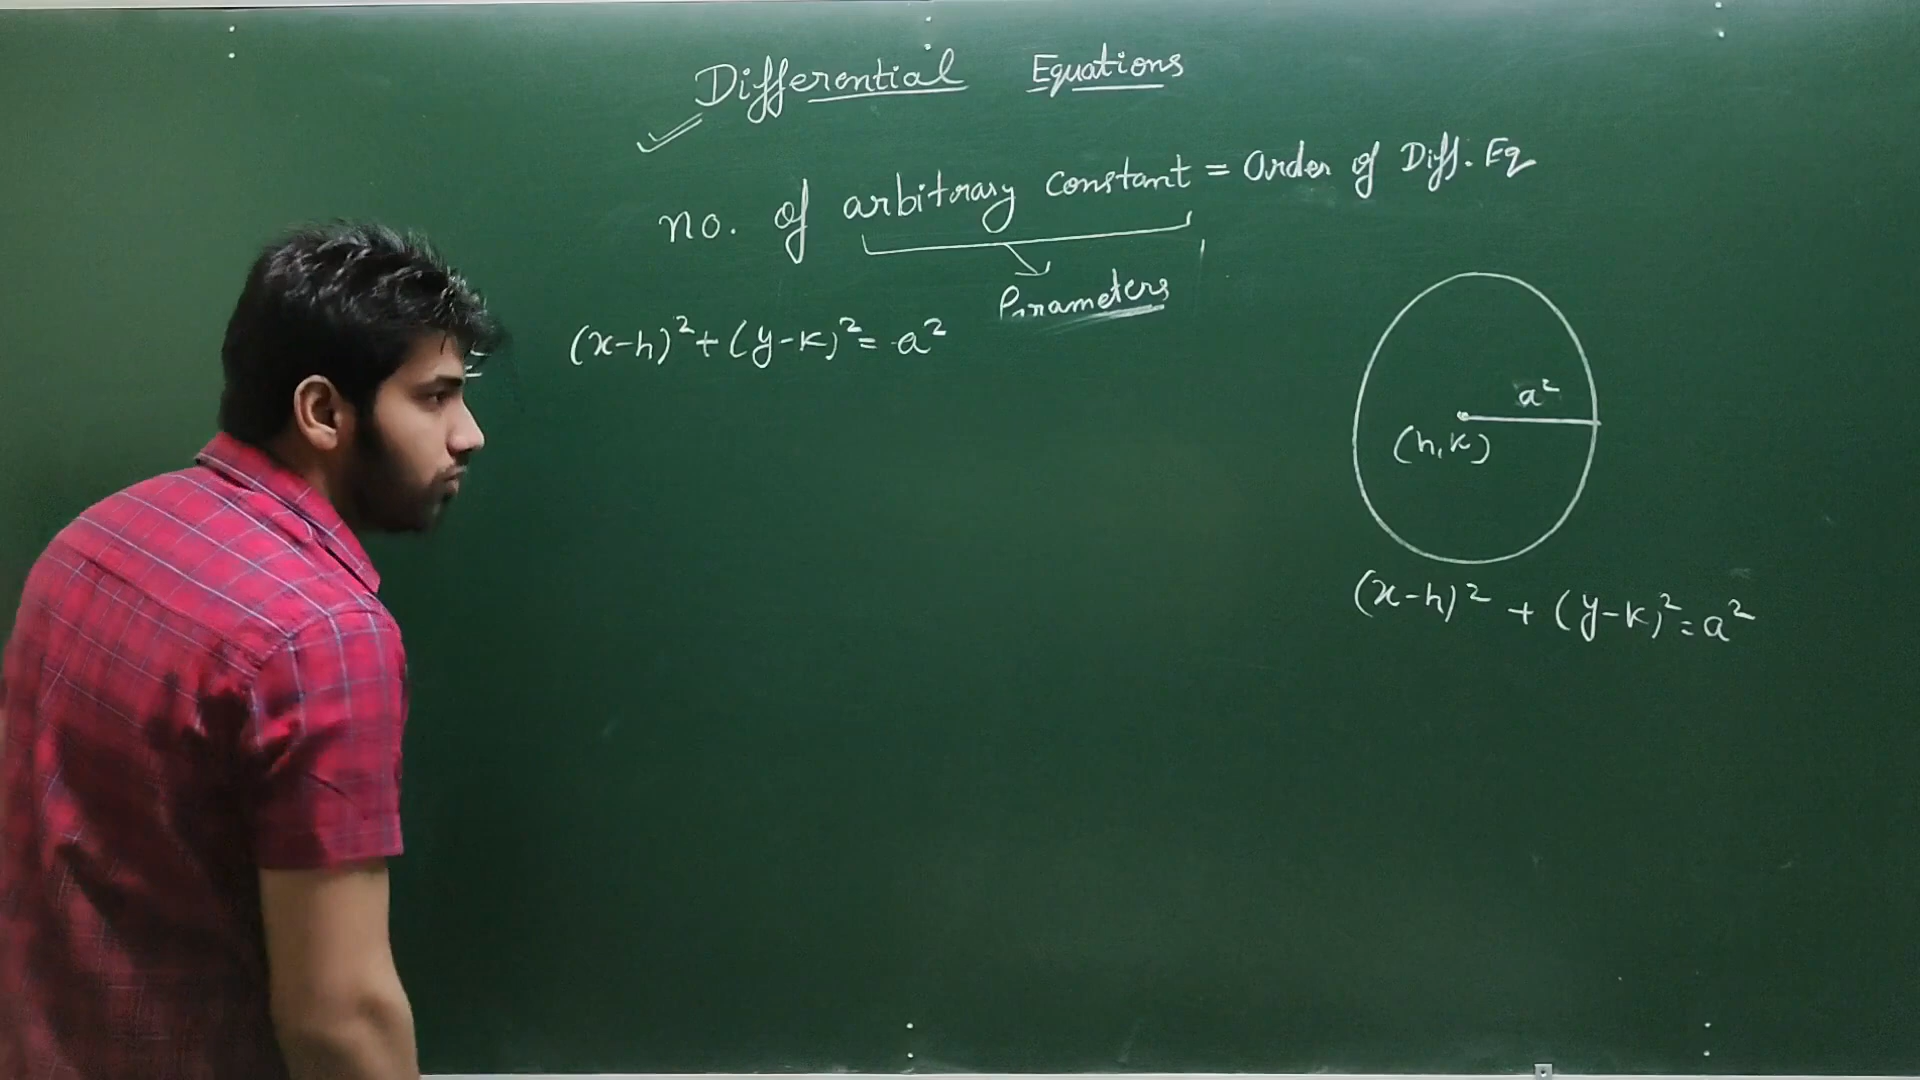 Differential Equations
no. of arbitrary constant = Order of Diff. Eq
Parameters
(x-h)²+(y-k)²= a²
a²
(h,k)
(x-h)² + (y-k)²= a²